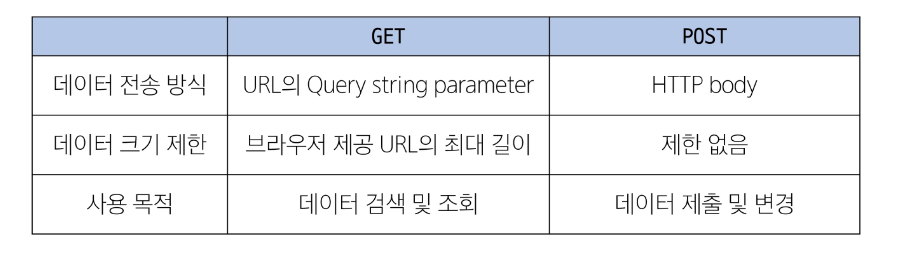 GET POST
데이터 전송 방식 URL의 Query string parameter HTTP body
데이터 크기 제한 브라우저 제공 URL의 최대 길이 제한 없음
사용 목적 데이터 검색 및 조회 데이터 제출 및 변경